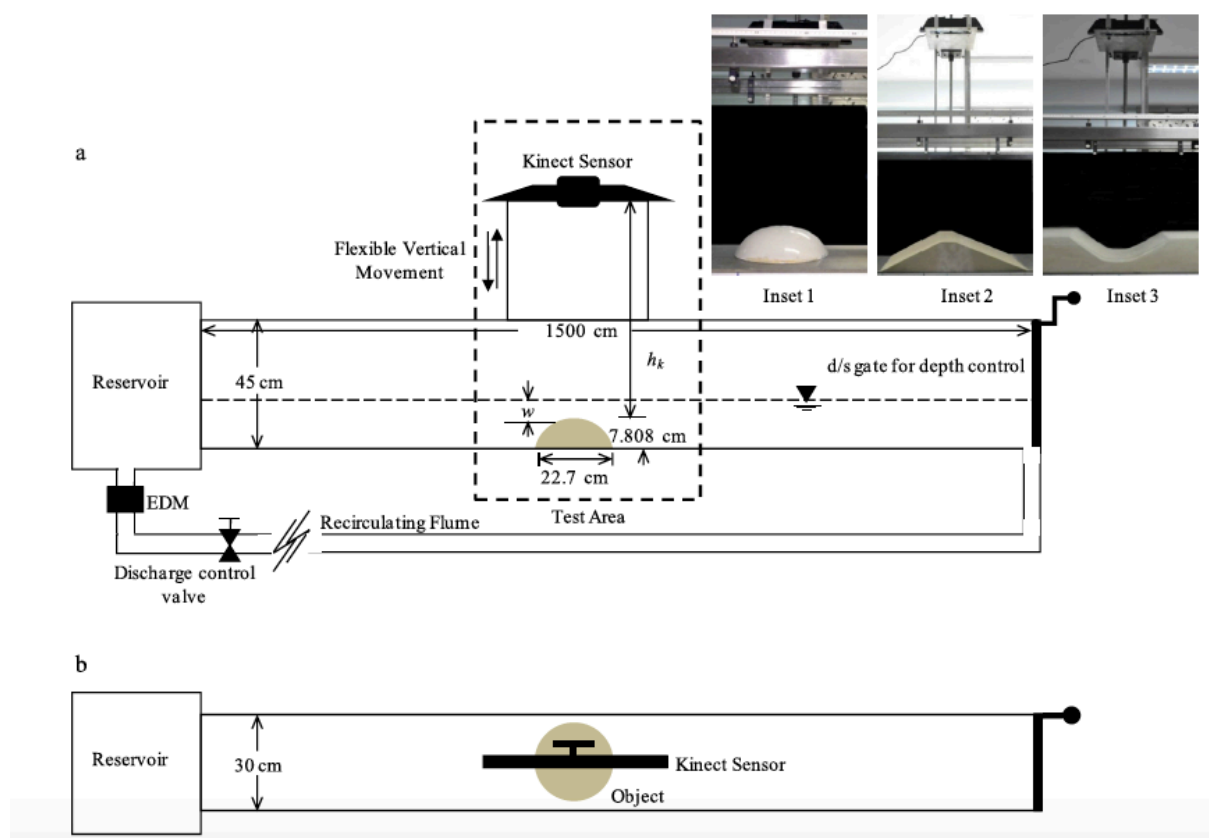 a
Kinect Sensor
Flexible Vertical
Movement
Inset 1
Inset 2
Inset 3
1500 cm
Reservoir
45 cm
h_k
d/s gate for depth control
w
7.808 cm
22.7 cm
EDM
Test Area
Recirculating Flume
Discharge control
valve
b
Reservoir
30 cm
Kinect Sensor
Object